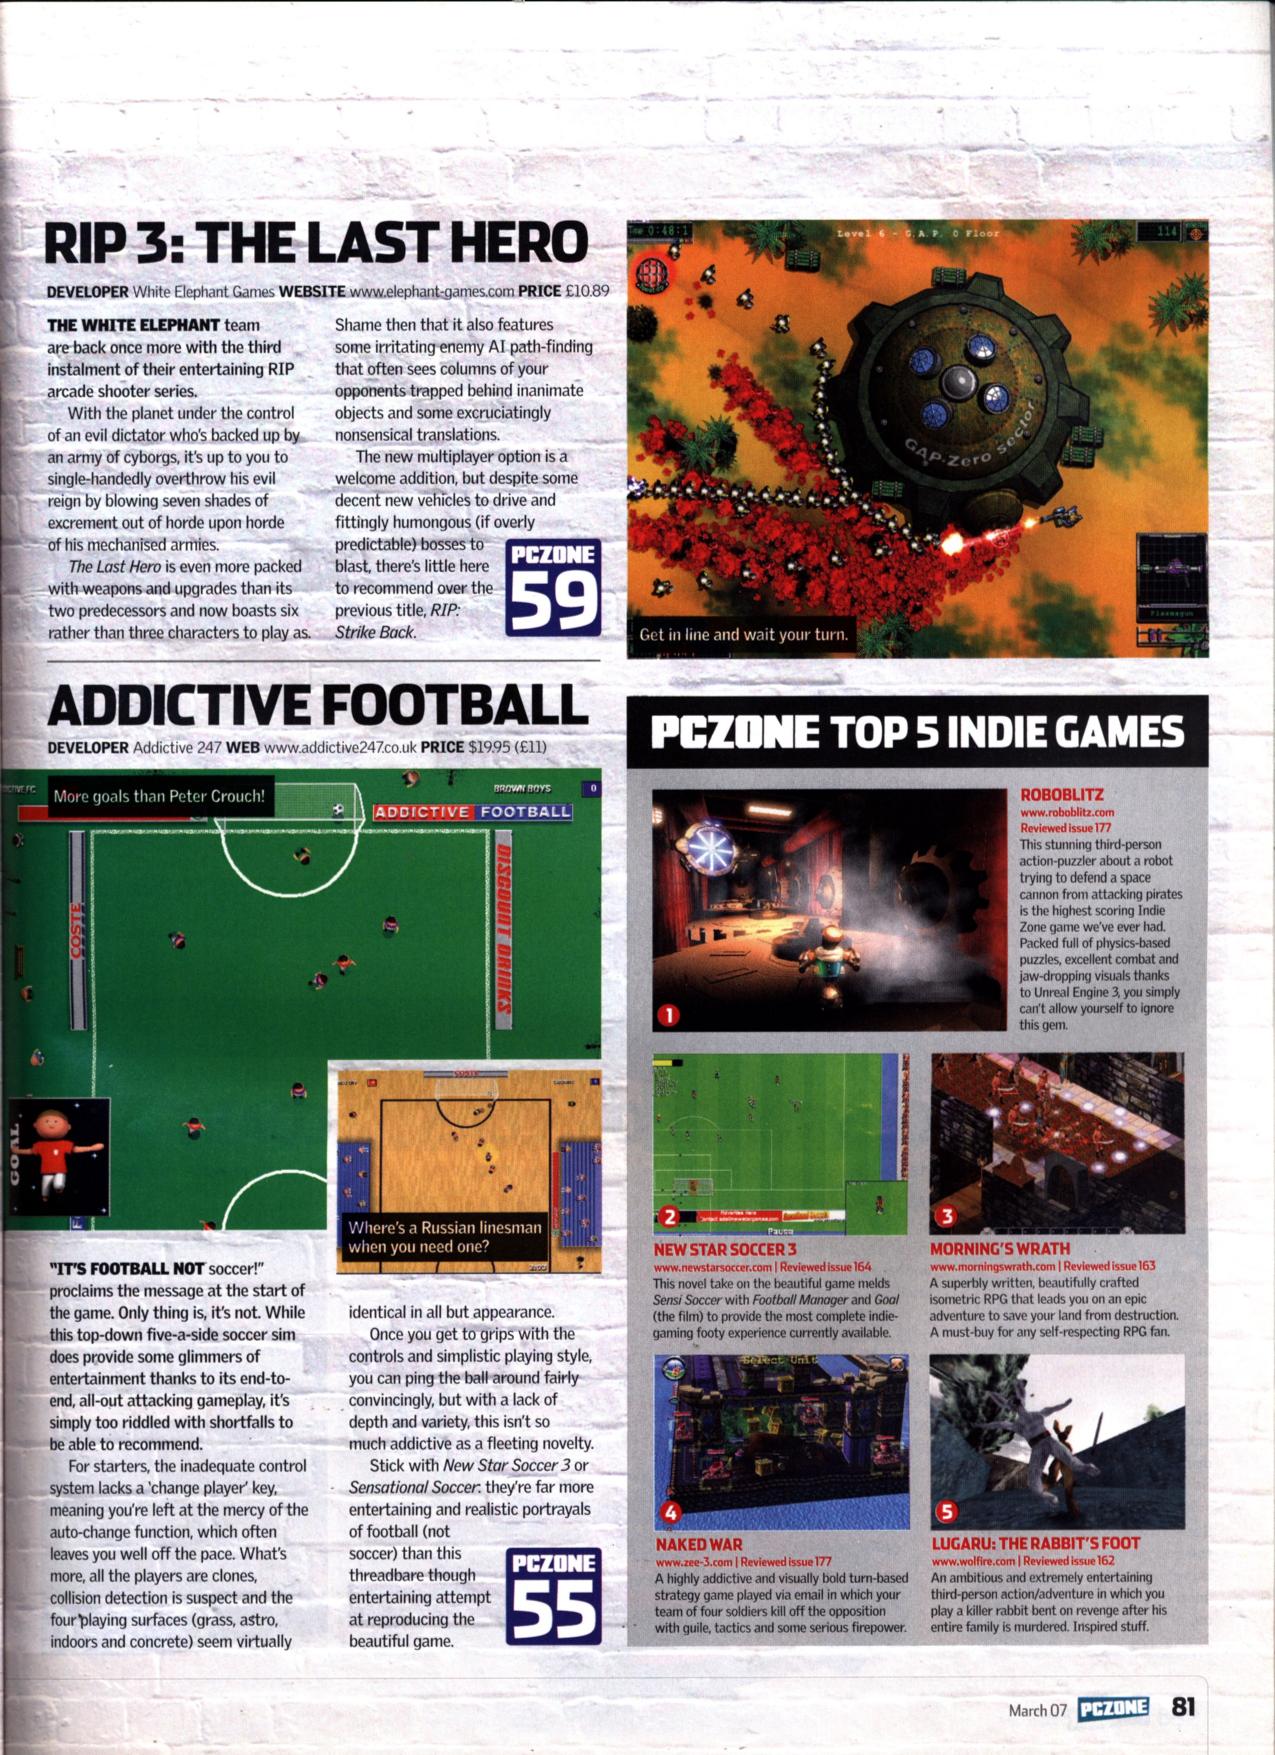 RIP 3: THE LAST HERO
DEVELOPER White Elephant Games WEBSITE www.elephant-games.com PRICE £10.89
THE WHITE ELEPHANT team
are back once more with the third
instalment of their entertaining RIP
arcade shooter series.
With the planet under the control
of an evil dictator who's backed up by
an army of cyborgs, it's up to you to
single-handedly overthrow his evil
reign by blowing seven shades of
excrement out of horde upon horde
of his mechanised armies.
The Last Hero is even more packed
with weapons and upgrades than its
two predecessors and now boasts six
rather than three characters to play as.
Shame then that it also features
some irritating enemy AI path-finding
that often sees columns of your
opponents trapped behind inanimate
objects and some excruciatingly
nonsensical translations.
The new multiplayer option is a
welcome addition, but despite some
decent new vehicles to drive and
fittingly humongous (if overly
predictable) bosses to
blast, there's little here
to recommend over the
previous title, RIP:
Strike Back.
PCZONE
59
Time 0:48:1
Level 6 - G.A.P. 0 Floor
114
GAP-Zero sector
Plasmagun
Get in line and wait your turn.
ADDICTIVE FOOTBALL
DEVELOPER Addictive 247 WEB www.addictive247.co.uk PRICE $19.95 (£11)
More goals than Peter Crouch!
BROWN BOYS
0
ADDICTIVE FOOTBALL
COSTE
DISCOUNT DRINKS
GOAL
COSTE
Where's a Russian linesman
when you need one?
"IT'S FOOTBALL NOT soccer!"
proclaims the message at the start of
the game. Only thing is, it's not. While
this top-down five-a-side soccer sim
does provide some glimmers of
entertainment thanks to its end-to-
end, all-out attacking gameplay, it's
simply too riddled with shortfalls to
be able to recommend.
For starters, the inadequate control
system lacks a 'change player' key,
meaning you're left at the mercy of the
auto-change function, which often
leaves you well off the pace. What's
more, all the players are clones,
collision detection is suspect and the
four playing surfaces (grass, astro,
indoors and concrete) seem virtually
identical in all but appearance.
Once you get to grips with the
controls and simplistic playing style,
you can ping the ball around fairly
convincingly, but with a lack of
depth and variety, this isn't so
much addictive as a fleeting novelty.
Stick with New Star Soccer 3 or
Sensational Soccer: they're far more
entertaining and realistic portrayals
of football (not
soccer) than this
threadbare though
entertaining attempt
at reproducing the
beautiful game.
PCZONE
55
PCZONE TOP 5 INDIE GAMES
1
ROBOBLITZ
www.roboblitz.com
Reviewed issue 177
This stunning third-person
action-puzzler about a robot
trying to defend a space
cannon from attacking pirates
is the highest scoring Indie
Zone game we've ever had.
Packed full of physics-based
puzzles, excellent combat and
jaw-dropping visuals thanks
to Unreal Engine 3, you simply
can't allow yourself to ignore
this gem.
2
Pause
NEW STAR SOCCER 3
www.newstarsoccer.com | Reviewed issue 164
This novel take on the beautiful game melds
Sensi Soccer with Football Manager and Goal
(the film) to provide the most complete indie-
gaming footy experience currently available.
3
MORNING'S WRATH
www.morningswrath.com | Reviewed issue 163
A superbly written, beautifully crafted
isometric RPG that leads you on an epic
adventure to save your land from destruction.
A must-buy for any self-respecting RPG fan.
Select Unit
4
NAKED WAR
www.zee-3.com | Reviewed issue 177
A highly addictive and visually bold turn-based
strategy game played via email in which your
team of four soldiers kill off the opposition
with guile, tactics and some serious firepower.
5
LUGARU: THE RABBIT'S FOOT
www.wolfire.com | Reviewed issue 162
An ambitious and extremely entertaining
third-person action/adventure in which you
play a killer rabbit bent on revenge after his
entire family is murdered. Inspired stuff.
March 07 PCZONE 81